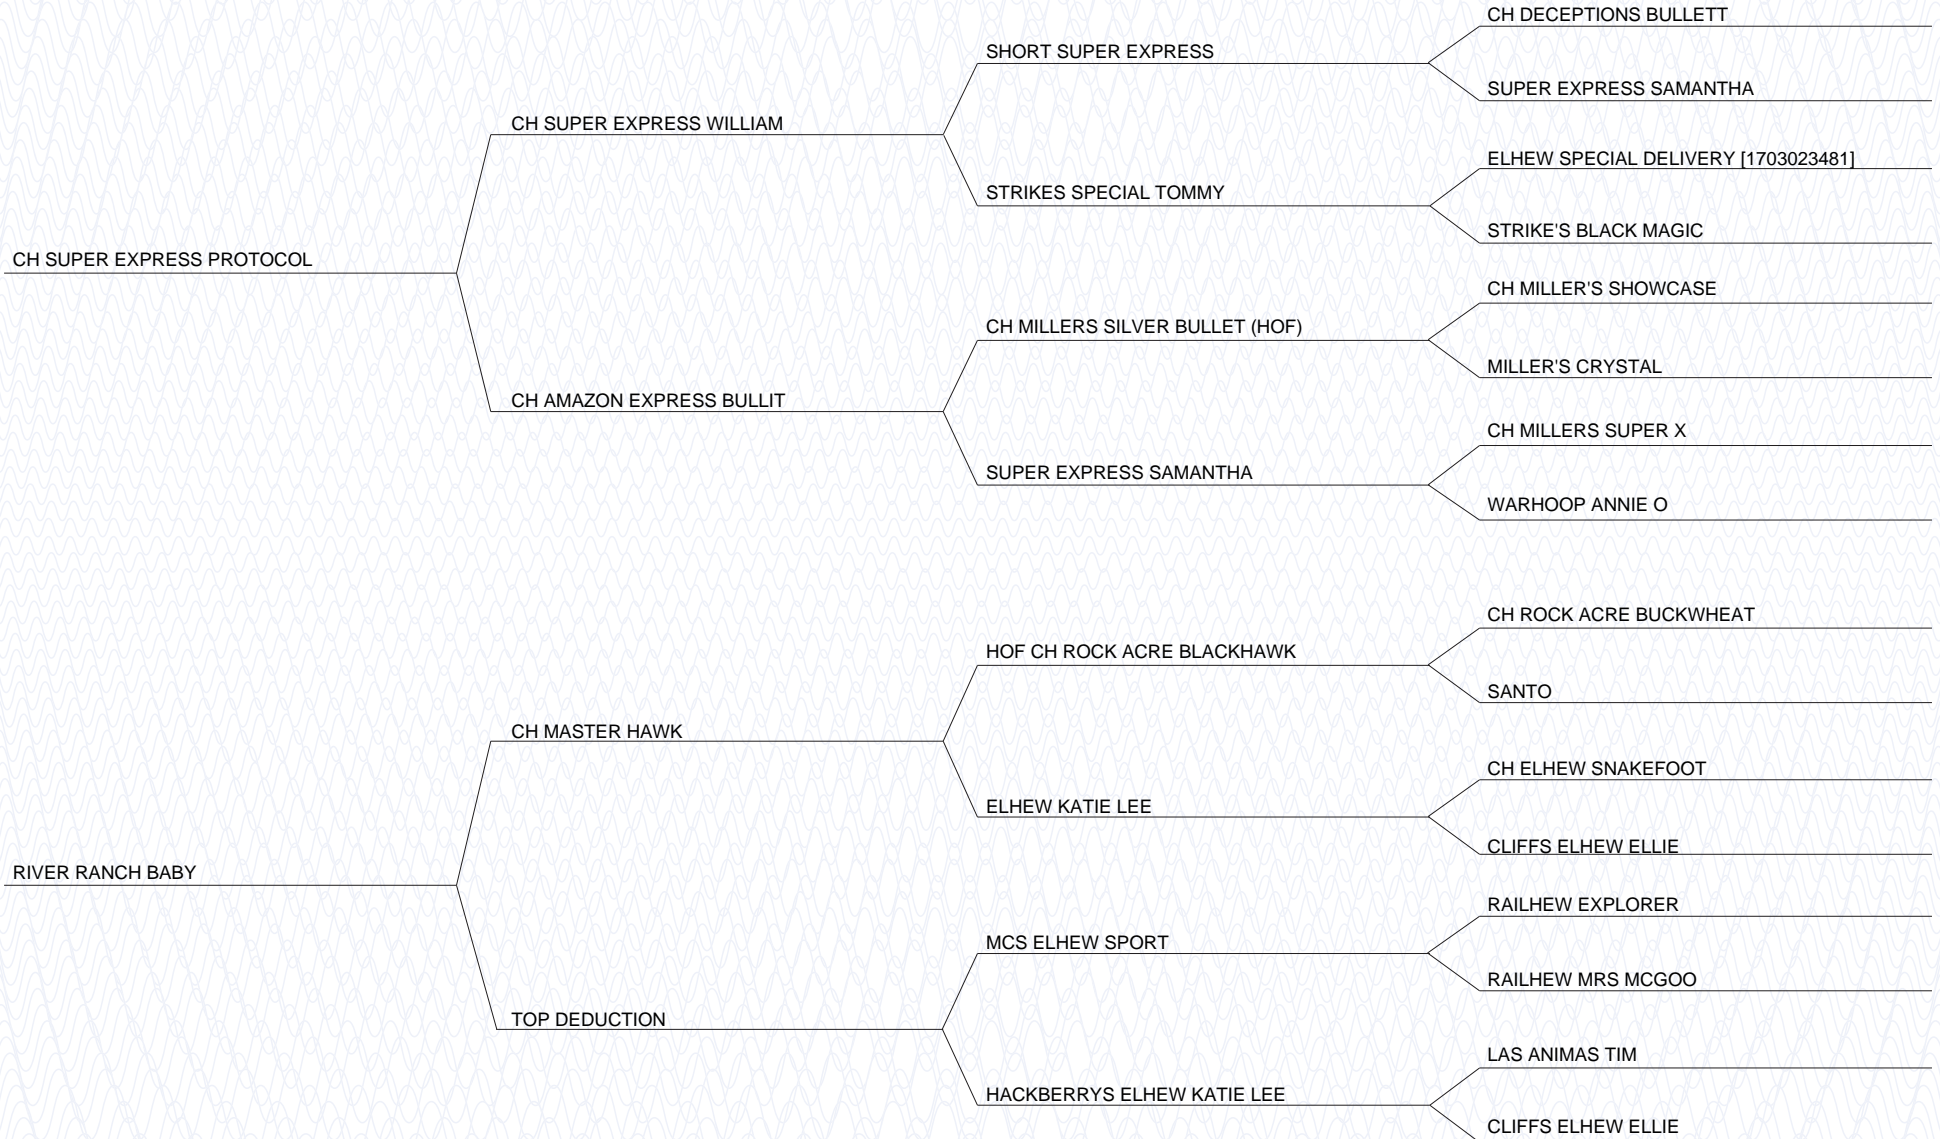 CH DECEPTIONS BULLETT
SHORT SUPER EXPRESS
SUPER EXPRESS SAMANTHA
CH SUPER EXPRESS WILLIAM
ELHEW SPECIAL DELIVERY [1703023481]
STRIKES SPECIAL TOMMY
STRIKE'S BLACK MAGIC
CH SUPER EXPRESS PROTOCOL
CH MILLER'S SHOWCASE
CH MILLERS SILVER BULLET (HOF)
MILLER'S CRYSTAL
CH AMAZON EXPRESS BULLIT
CH MILLERS SUPER X
SUPER EXPRESS SAMANTHA
WARHOOP ANNIE O
CH ROCK ACRE BUCKWHEAT
HOF CH ROCK ACRE BLACKHAWK
SANTO
CH MASTER HAWK
CH ELHEW SNAKEFOOT
ELHEW KATIE LEE
CLIFFS ELHEW ELLIE
RIVER RANCH BABY
RAILHEW EXPLORER
MCS ELHEW SPORT
RAILHEW MRS MCGOO
TOP DEDUCTION
LAS ANIMAS TIM
HACKBERRYS ELHEW KATIE LEE
CLIFFS ELHEW ELLIE